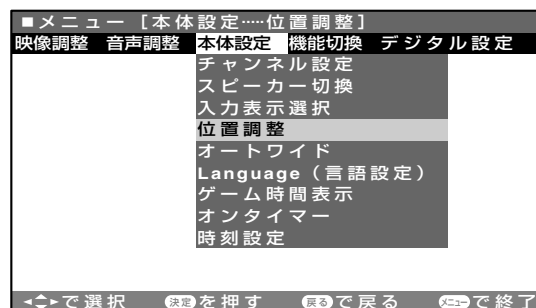 ■メニュー [本体設定……位置調整]
映像調整 音声調整 本体設定 機能切換 デジタル設定
チャンネル設定
スピーカー切換
入力表示選択
位置調整
オートワイド
Language(言語設定)
ゲーム時間表示
オンタイマー
時刻設定
で選択 決定を押す 戻るで戻る メニューで終了